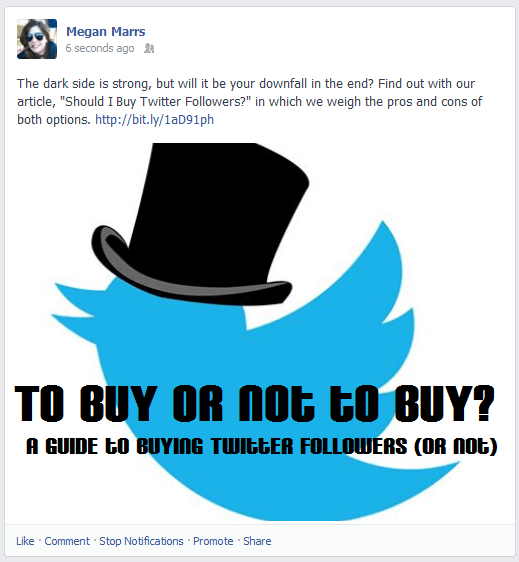 Megan Marrs
6 seconds ago
The dark side is strong, but will it be your downfall in the end? Find out with our
article, "Should I Buy Twitter Followers?" in which we weigh the pros and cons of
both options. http://bit.ly/1aD91ph
TO BUY OR NOT TO BUY?
A GUIDE TO BUYING TWITTER FOLLOWERS (OR NOT)
Like · Comment · Stop Notifications · Promote · Share